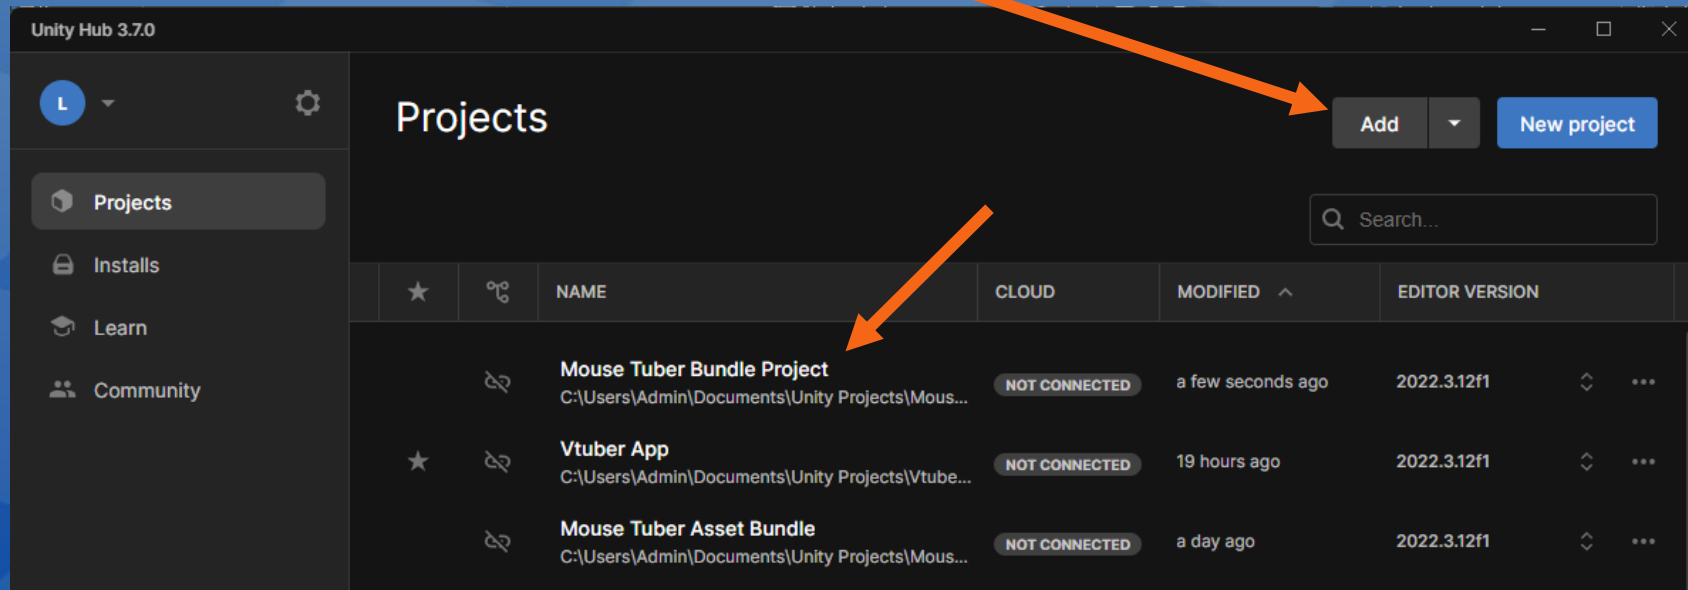 Unity Hub 3.7.0
L
Projects
Add
New project
Projects
Search...
Installs
NAME
CLOUD
MODIFIED
EDITOR VERSION
Learn
Mouse Tuber Bundle Project
C:\Users\Admin\Documents\Unity Projects\Mous...
NOT CONNECTED
a few seconds ago
2022.3.12f1
Community
Vtuber App
C:\Users\Admin\Documents\Unity Projects\Vtube...
NOT CONNECTED
19 hours ago
2022.3.12f1
Mouse Tuber Asset Bundle
C:\Users\Admin\Documents\Unity Projects\Mous...
NOT CONNECTED
a day ago
2022.3.12f1